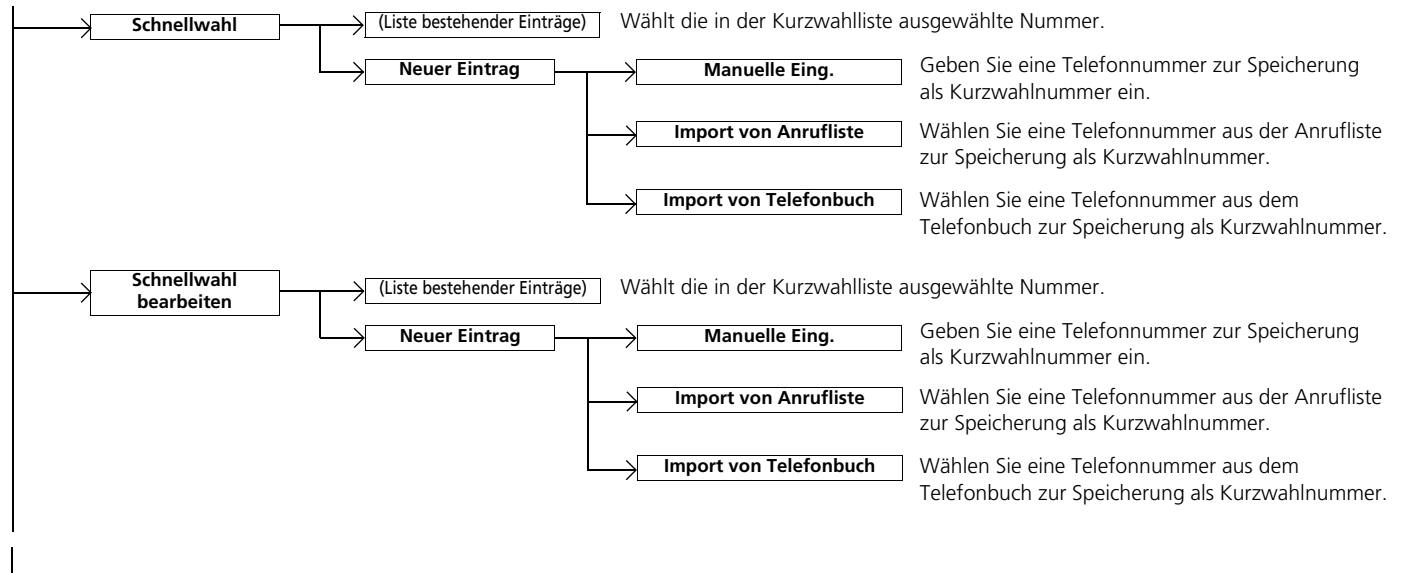 Schnellwahl
(Liste bestehender Einträge)
Wählt die in der Kurzwahlliste ausgewählte Nummer.
Neuer Eintrag
Manuelle Eing.
Geben Sie eine Telefonnummer zur Speicherung
als Kurzwahlnummer ein.
Import von Anrufliste
Wählen Sie eine Telefonnummer aus der Anrufliste
zur Speicherung als Kurzwahlnummer.
Import von Telefonbuch
Wählen Sie eine Telefonnummer aus dem
Telefonbuch zur Speicherung als Kurzwahlnummer.
Schnellwahl
bearbeiten
(Liste bestehender Einträge)
Wählt die in der Kurzwahlliste ausgewählte Nummer.
Neuer Eintrag
Manuelle Eing.
Geben Sie eine Telefonnummer zur Speicherung
als Kurzwahlnummer ein.
Import von Anrufliste
Wählen Sie eine Telefonnummer aus der Anrufliste
zur Speicherung als Kurzwahlnummer.
Import von Telefonbuch
Wählen Sie eine Telefonnummer aus dem
Telefonbuch zur Speicherung als Kurzwahlnummer.